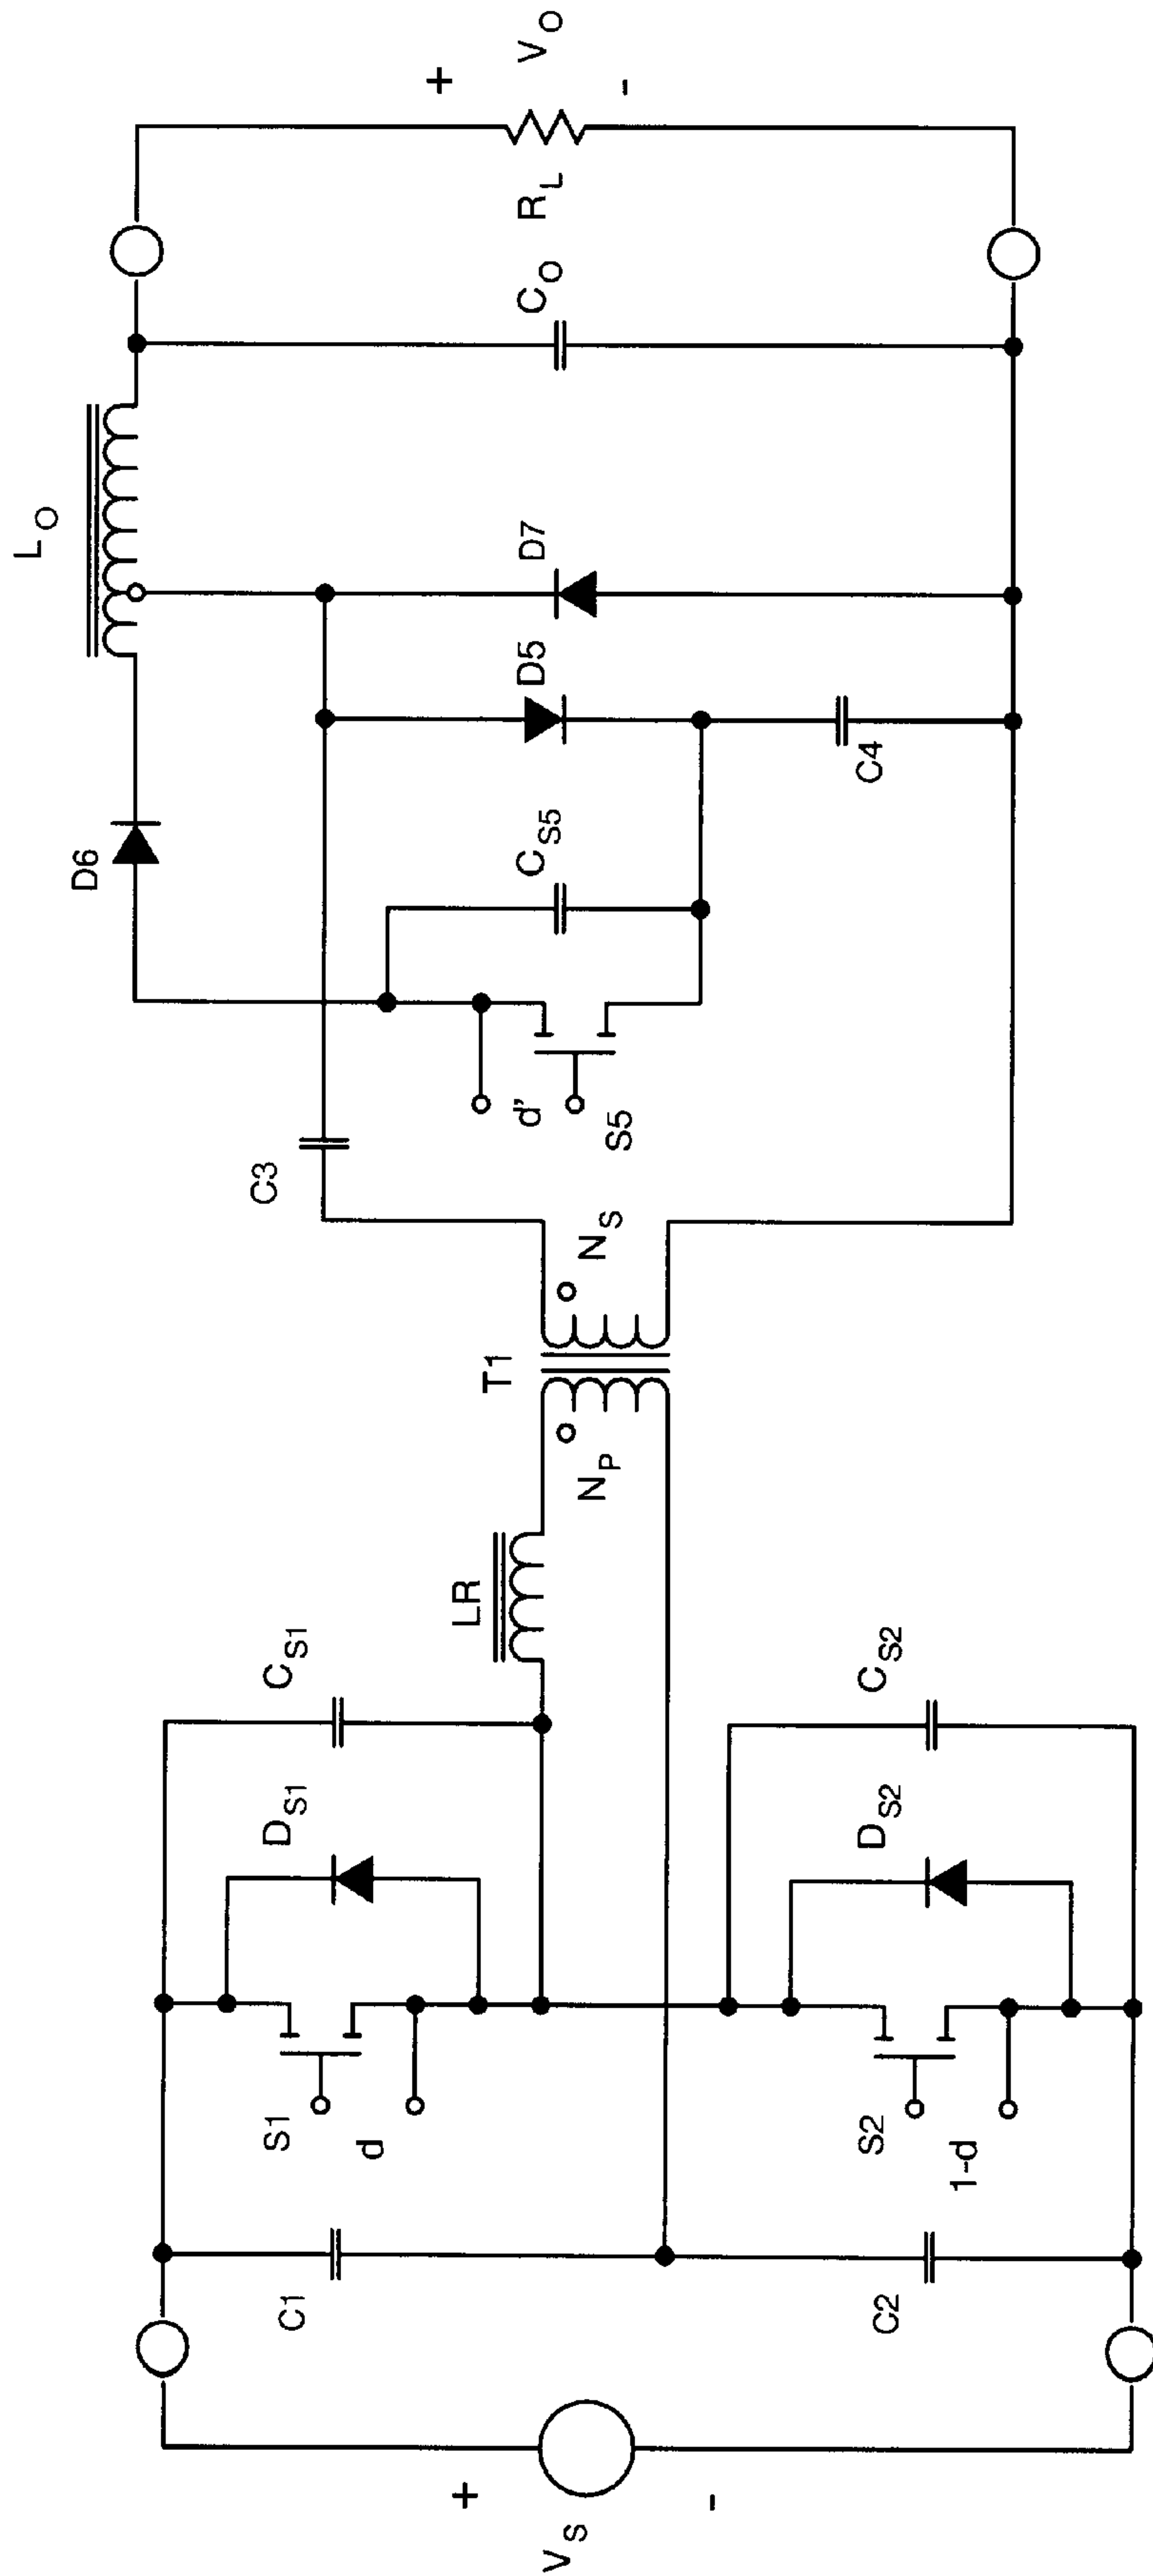 V_S
+
-
C1
C2
S1
d
S2
1-d
D_S1
D_S2
C_S1
C_S2
LR
N_P
T1
N_S
C3
d'
S5
C_S5
D6
D5
C4
D7
L_O
C_O
R_L
+
V_O
-